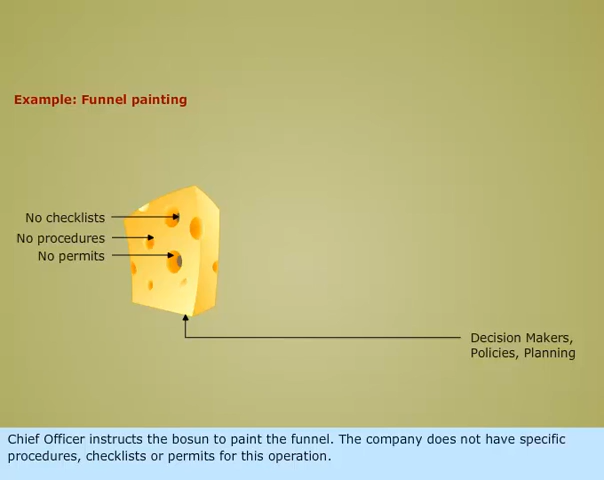 Example: Funnel painting
No checklists
No procedures
No permits
Decision Makers,
Policies, Planning
Chief Officer instructs the bosun to paint the funnel. The company does not have specific
procedures, checklists or permits for this operation.